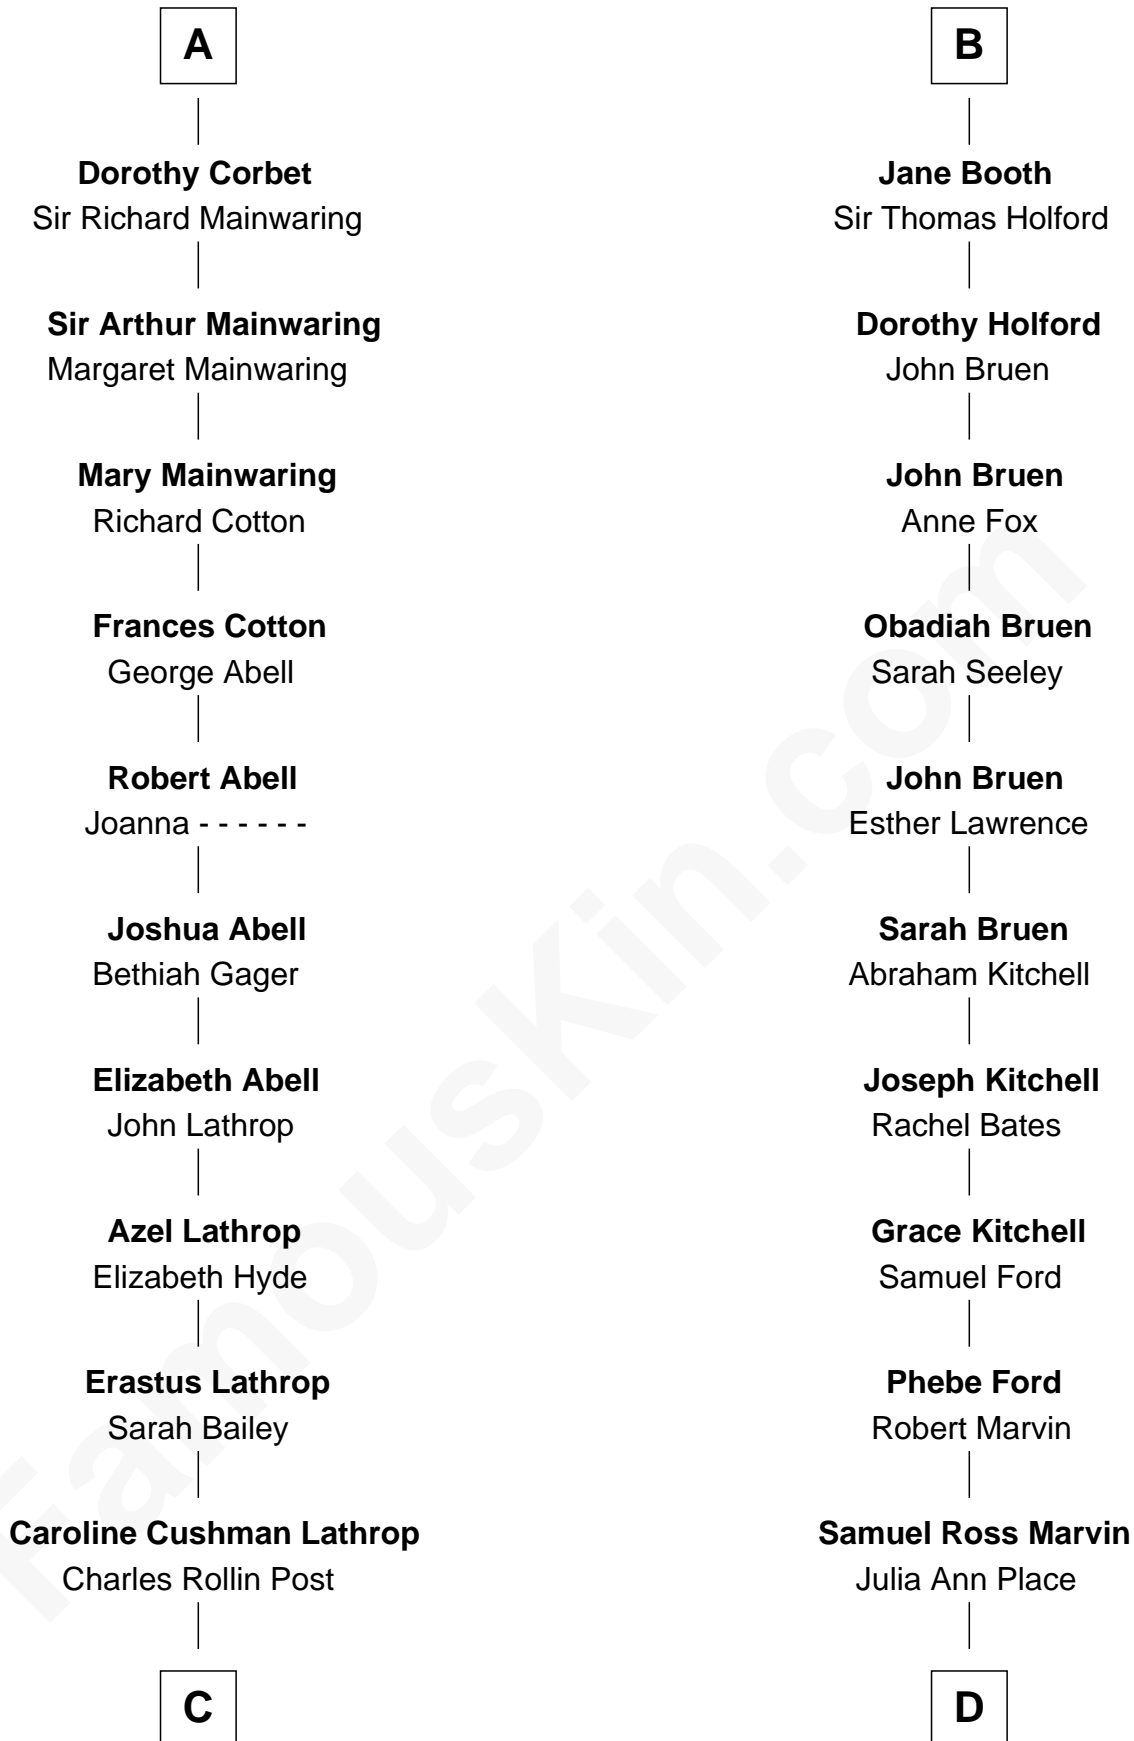 A
Dorothy Corbet
Sir Richard Mainwaring
Sir Arthur Mainwaring
Margaret Mainwaring
Mary Mainwaring
Richard Cotton
Frances Cotton
George Abell
Robert Abell
Joanna - - - - - -
Joshua Abell
Bethiah Gager
Elizabeth Abell
John Lathrop
Azel Lathrop
Elizabeth Hyde
Erastus Lathrop
Sarah Bailey
Caroline Cushman Lathrop
Charles Rollin Post
C
B
Jane Booth
Sir Thomas Holford
Dorothy Holford
John Bruen
John Bruen
Anne Fox
Obadiah Bruen
Sarah Seeley
John Bruen
Esther Lawrence
Sarah Bruen
Abraham Kitchell
Joseph Kitchell
Rachel Bates
Grace Kitchell
Samuel Ford
Phebe Ford
Robert Marvin
Samuel Ross Marvin
Julia Ann Place
D
FamousKin.com